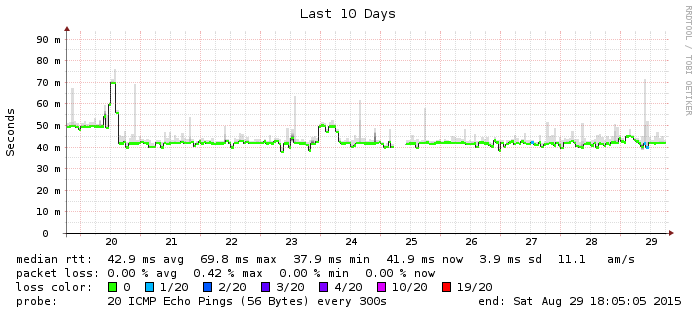 Last 10 Days
RRDTOOL / TOBI OETIKER
Seconds
90 m
80 m
70 m
60 m
50 m
40 m
30 m
20 m
10 m
0
20 21 22 23 24 25 26 27 28 29
median rtt: 42.9 ms avg 69.8 ms max 37.9 ms min 41.9 ms now 3.9 ms sd 11.1 am/s
packet loss: 0.00 % avg 0.42 % max 0.00 % min 0.00 % now
loss color: 0 1/20 2/20 3/20 4/20 10/20 19/20
probe: 20 ICMP Echo Pings (56 Bytes) every 300s end: Sat Aug 29 18:05:05 2015